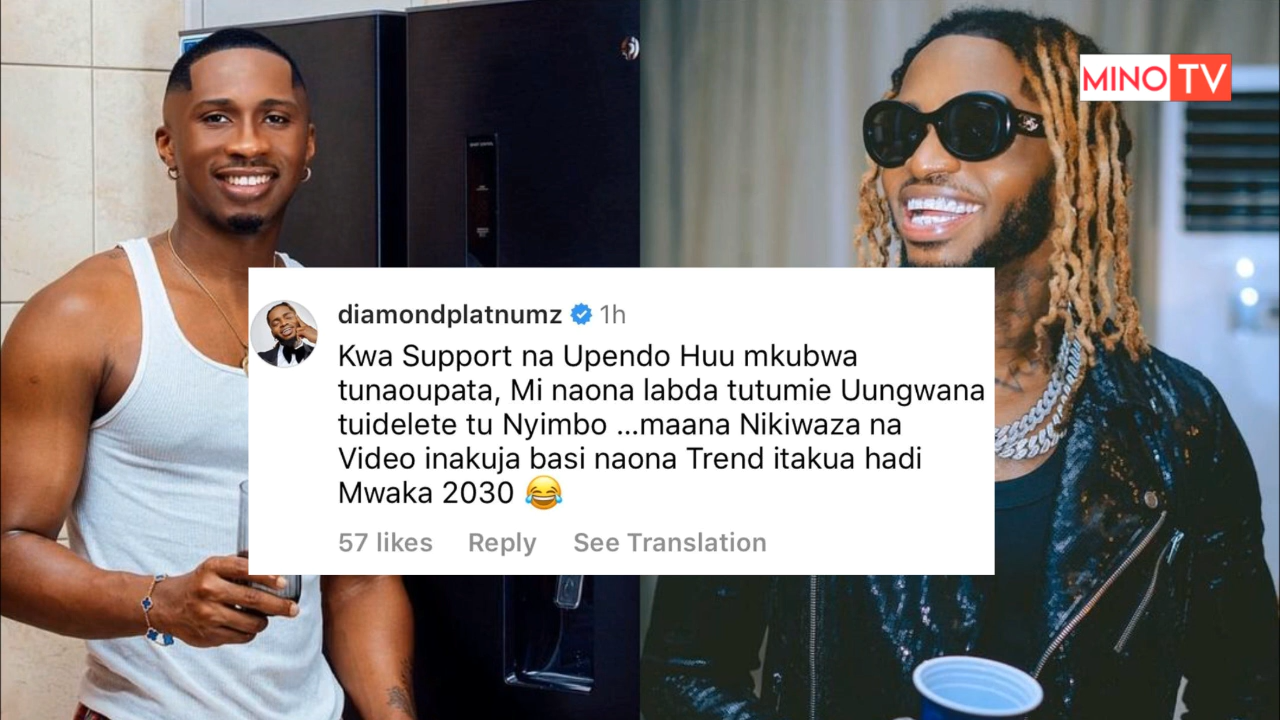 MINO TV
diamondplatnumz 1h
Kwa Support na Upendo Huu mkubwa
tunaoupata, Mi naona labda tutumie Uungwana
tuidelete tu Nyimbo ...maana Nikiwaza na
Video inakuja basi naona Trend itakua hadi
Mwaka 2030 😂
57 likes Reply See Translation